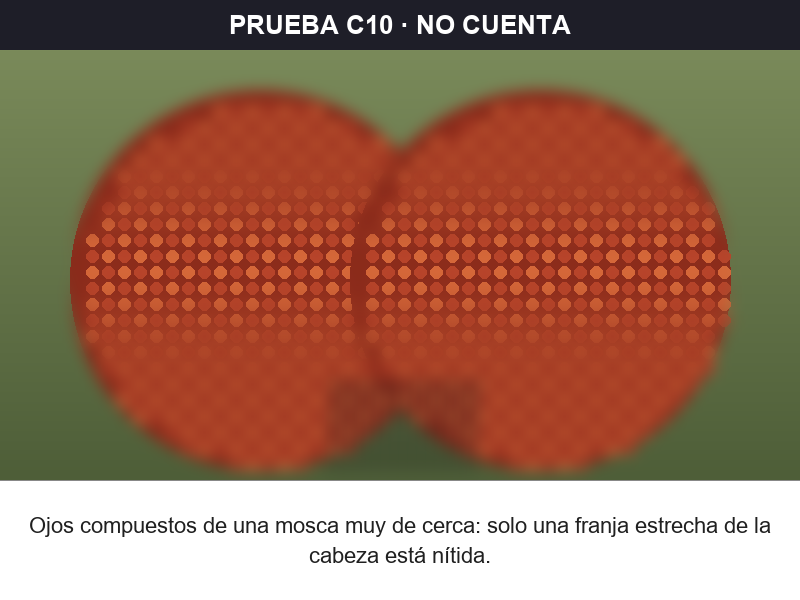 PRUEBA C10 · NO CUENTA
Ojos compuestos de una mosca muy de cerca: solo una franja estrecha de la
cabeza está nítida.